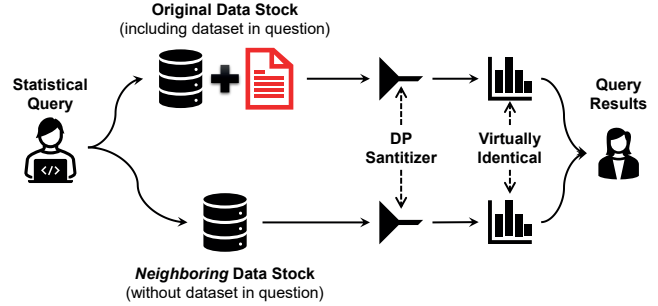 Original Data Stock
(including dataset in question)
Statistical
Query
</>
DP
Santitizer
Virtually
Identical
Query
Results
Neighboring Data Stock
(without dataset in question)